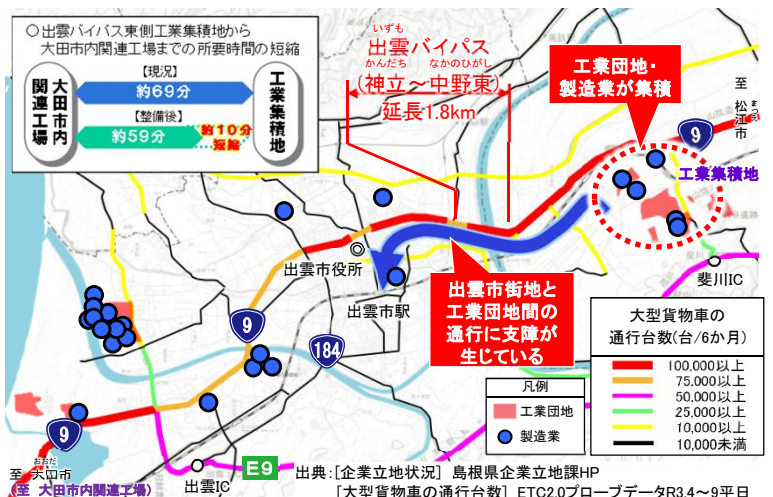 ○出雲バイパス東側工業集積地から
大田市内関連工場までの所要時間の短縮
大田市内
関連工場
【現況】
約69分
【整備後】
約59分
約10分
短縮
工業集積地
いずも
出雲バイパス
かんだち なかのひがし
(神立～中野東)
延長1.8km
工業団地・
製造業が集積
至 松江市
まつえ
9
工業集積地
斐川IC
出雲市役所
出雲市駅
出雲市街地と
工業団地間の
通行に支障が
生じている
9
184
9
おおだ
至 大田市
(至 大田市内関連工場)
出雲IC
E9
大型貨物車の
通行台数(台/6か月)
100,000以上
75,000以上
50,000以上
25,000以上
10,000以上
10,000未満
凡例
工業団地
製造業
出典:[企業立地状況] 島根県企業立地課HP
[大型貨物車の通行台数] ETC2.0プローブデータR3.4～9平日